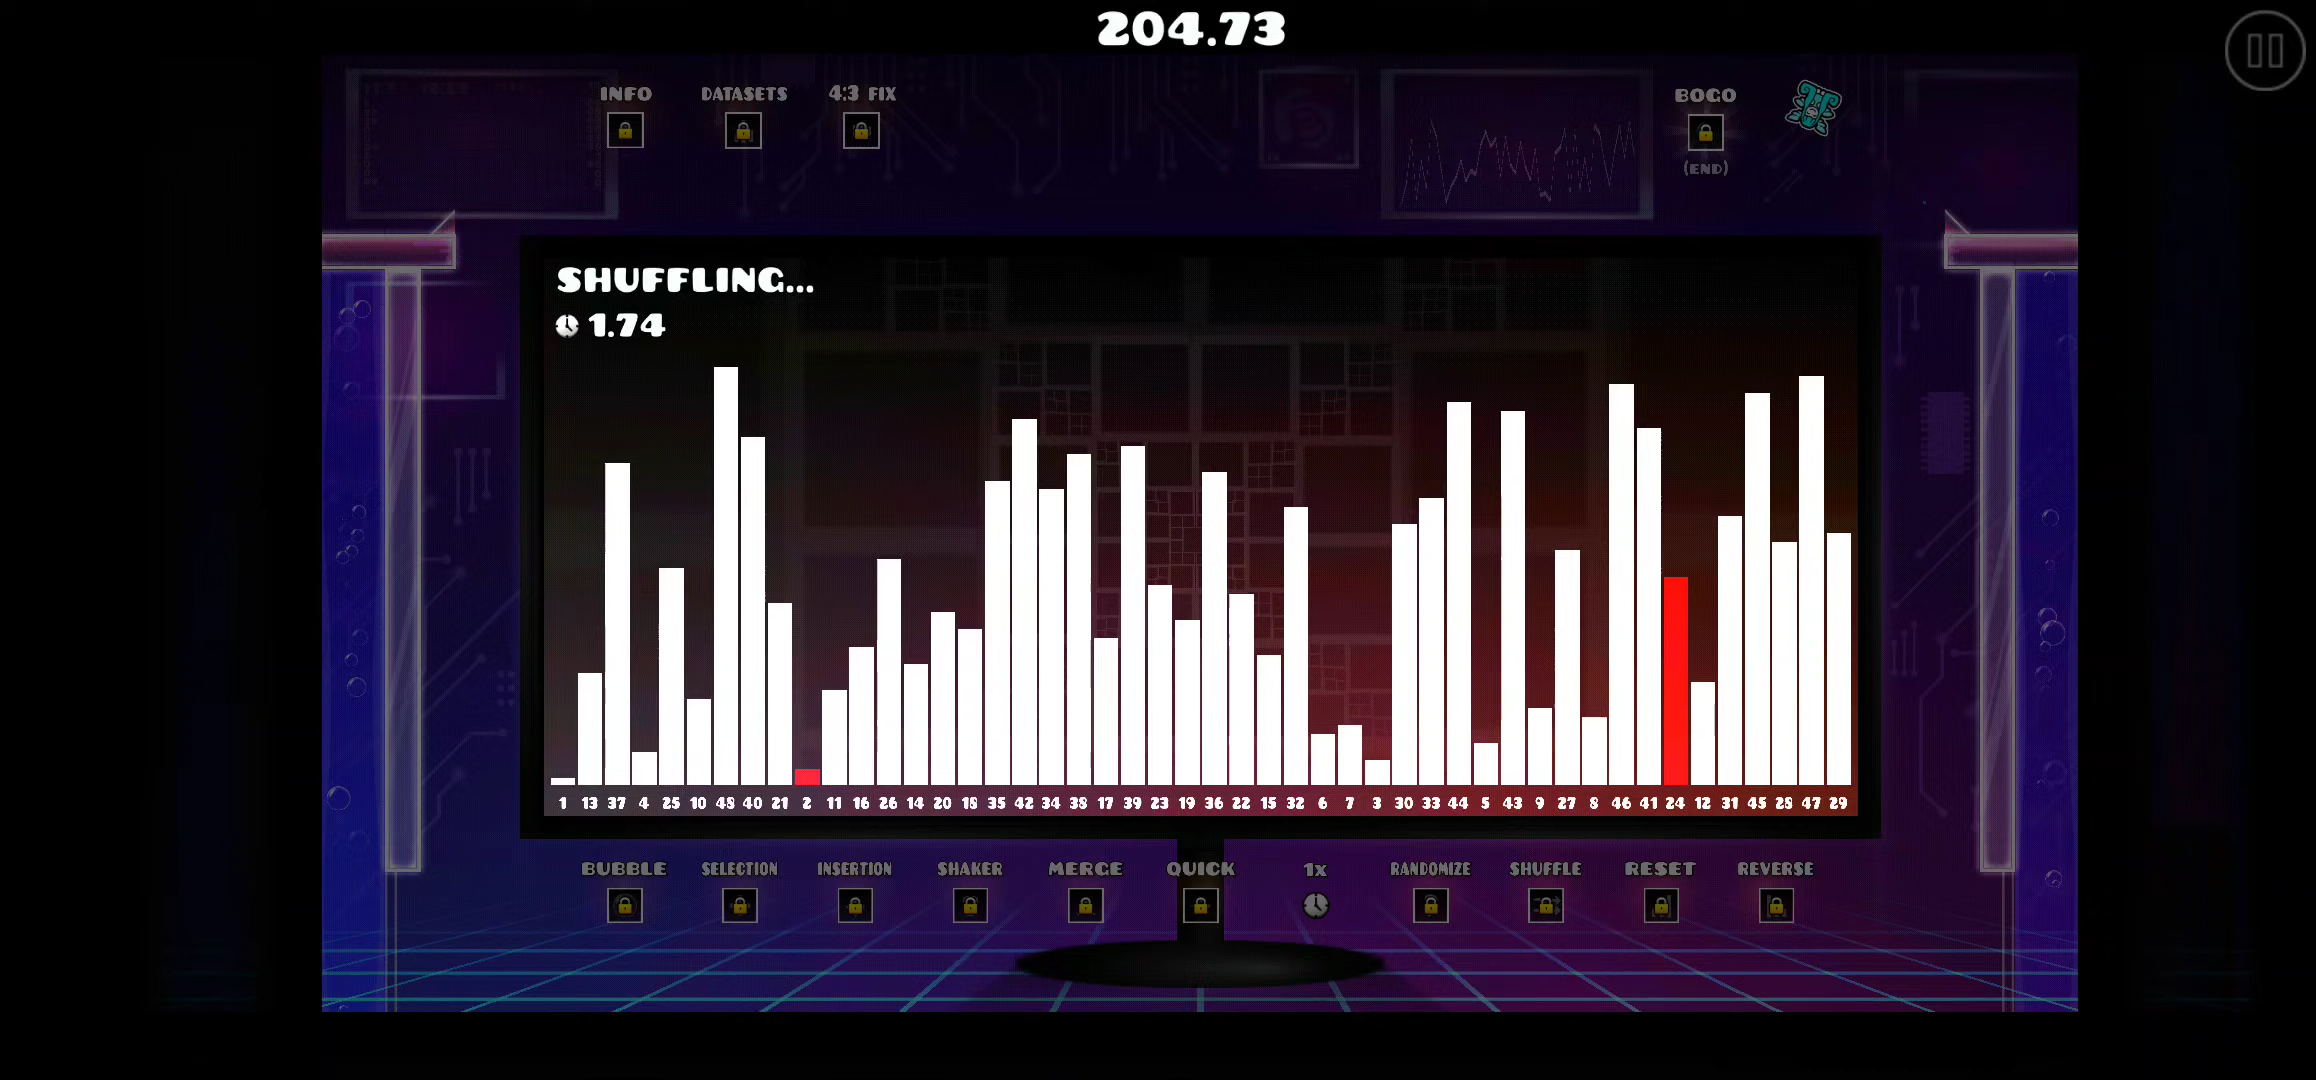 204.73
INFO DATASETS 4:3 FIX BOGO
(END)
SHUFFLING...
1.74
1 13 37 4 25 10 48 40 21 2 11 16 26 14 20 18 35 42 34 38 17 39 23 19 36 22 15 32 6 7 3 30 33 44 5 43 9 27 8 46 41 24 12 31 45 28 47 29
BUBBLE SELECTION INSERTION SHAKER MERGE QUICK 1x RANDOMIZE SHUFFLE RESET REVERSE